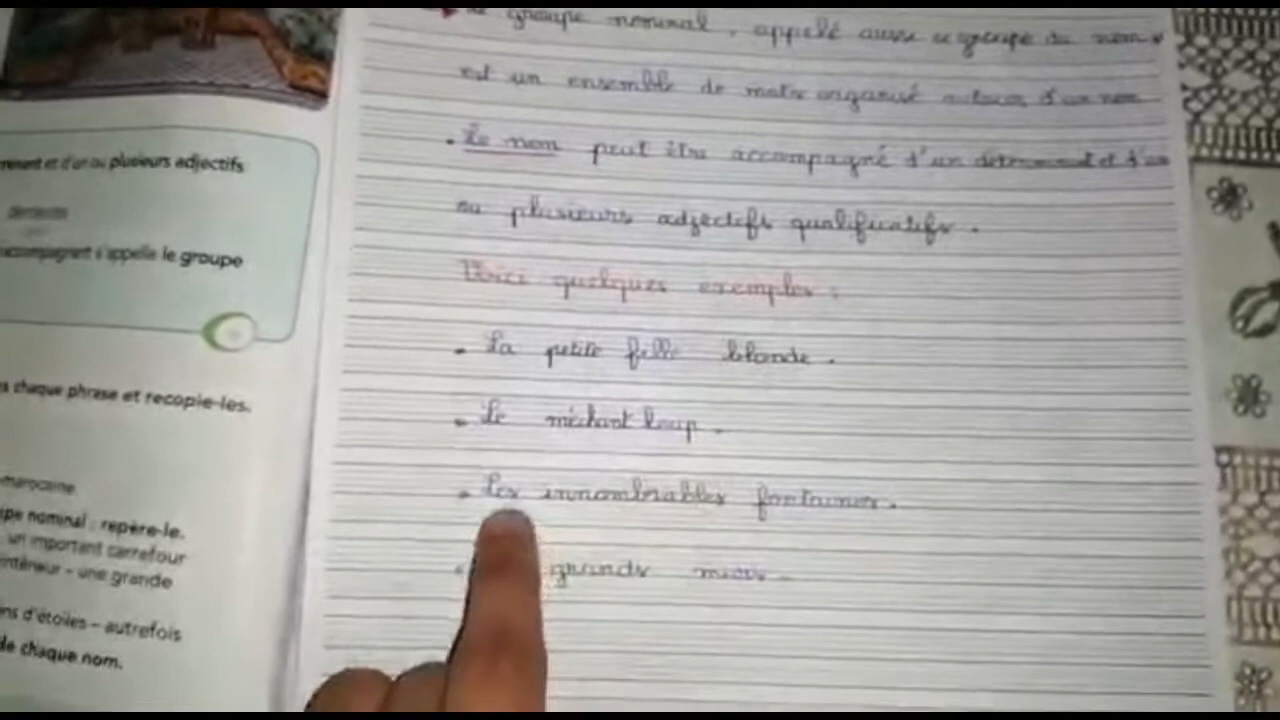 nent et d'un ou plusieurs adjectifs
accompagnent s'appelle le groupe
s chaque phrase et recopie-les.
marocaine
pe nominal : repère-le.
un important carrefour
intérieur – une grande
ns d'étoiles – autrefois
de chaque nom.
groupe nominal, appelé aussi groupe du nom
est un ensemble de mots organisé autour d'un nom
. Le nom peut être accompagné d'un déterminant et d'un
ou plusieurs adjectifs qualificatifs.
Voici quelques exemples :
- La petite fille blonde.
- Le méchant loup.
- Les innombrables fontaines.
grands murs.